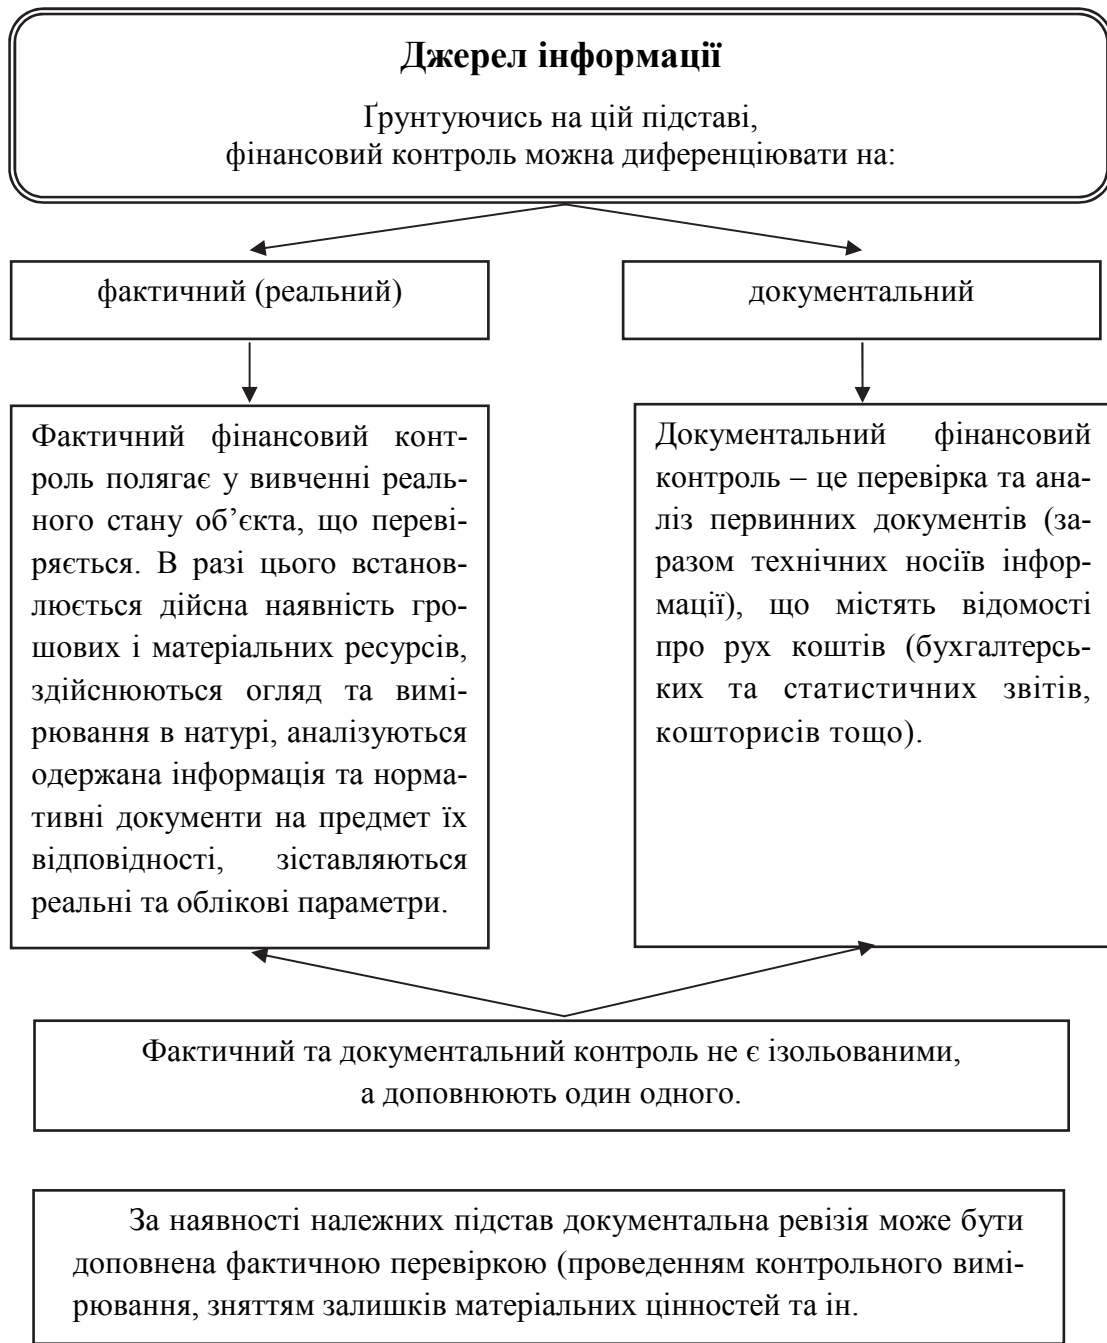 Джерел інформації
Ґрунтуючись на цій підставі,
фінансовий контроль можна диференціювати на:
фактичний (реальний)
документальний
Фактичний фінансовий конт-
роль полягає у вивченні реаль-
ного стану об’єкта, що переві-
ряється. В разі цього встанов-
люється дійсна наявність гро-
шових і матеріальних ресурсів,
здійснюються огляд та вимі-
рювання в натурі, аналізуються
одержана інформація та норма-
тивні документи на предмет їх
відповідності, зіставляються
реальні та облікові параметри.
Документальний фінансовий
контроль – це перевірка та ана-
ліз первинних документів (за-
разом технічних носіїв інфор-
мації), що містять відомості
про рух коштів (бухгалтерсь-
ких та статистичних звітів,
кошторисів тощо).
Фактичний та документальний контроль не є ізольованими,
а доповнюють один одного.
За наявності належних підстав документальна ревізія може бути
доповнена фактичною перевіркою (проведенням контрольного вимі-
рювання, зняттям залишків матеріальних цінностей та ін.